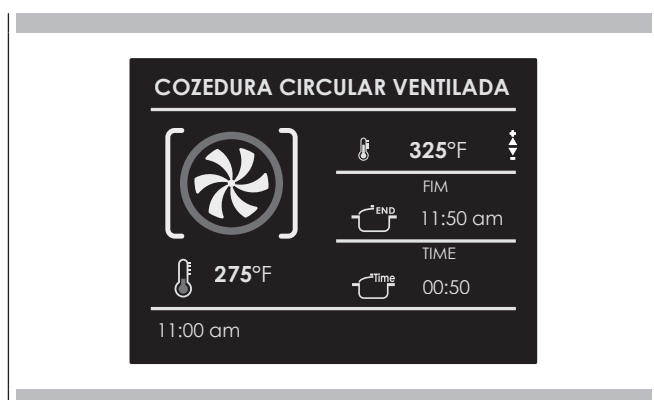 COZEDURA CIRCULAR VENTILADA
325°F
FIM
END
11:50 am
TIME
Time
00:50
275°F
11:00 am